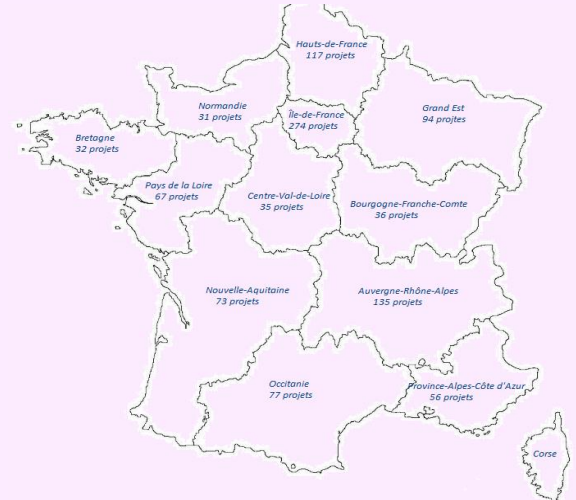 Hauts-de-France
117 projets
Normandie
31 projets
Île-de-France
274 projets
Grand Est
94 projtes
Bretagne
32 projets
Pays de la Loire
67 projets
Centre-Val-de-Loire
35 projets
Bourgogne-Franche-Comte
36 projets
Nouvelle-Aquitaine
73 projets
Auvergne-Rhône-Alpes
135 projets
Occitanie
77 projets
Province-Alpes-Côte d'Azur
56 projets
Corse